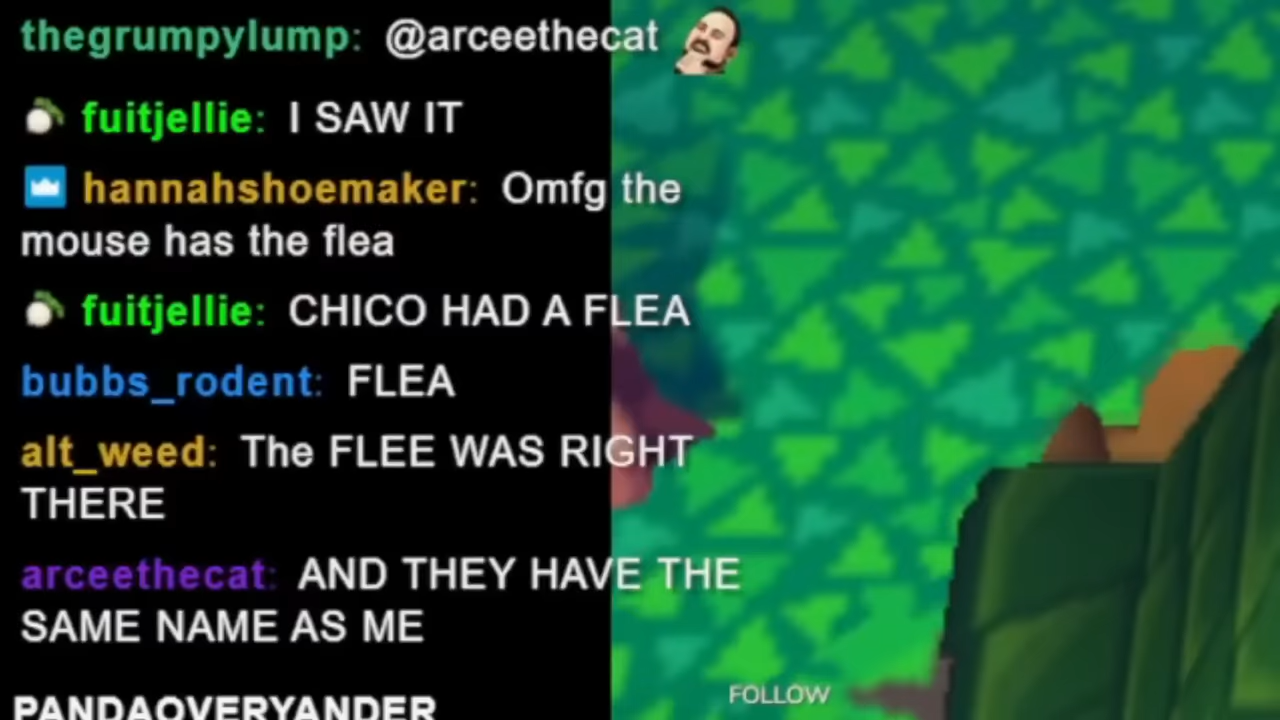 thegrumpylump: @arceethecat
fuitjellie: I SAW IT
hannahshoemaker: Omfg the
mouse has the flea
fuitjellie: CHICO HAD A FLEA
bubbs_rodent: FLEA
alt_weed: The FLEE WAS RIGHT
THERE
arceethecat: AND THEY HAVE THE
SAME NAME AS ME
PANDAOVERYANDER
FOLLOW